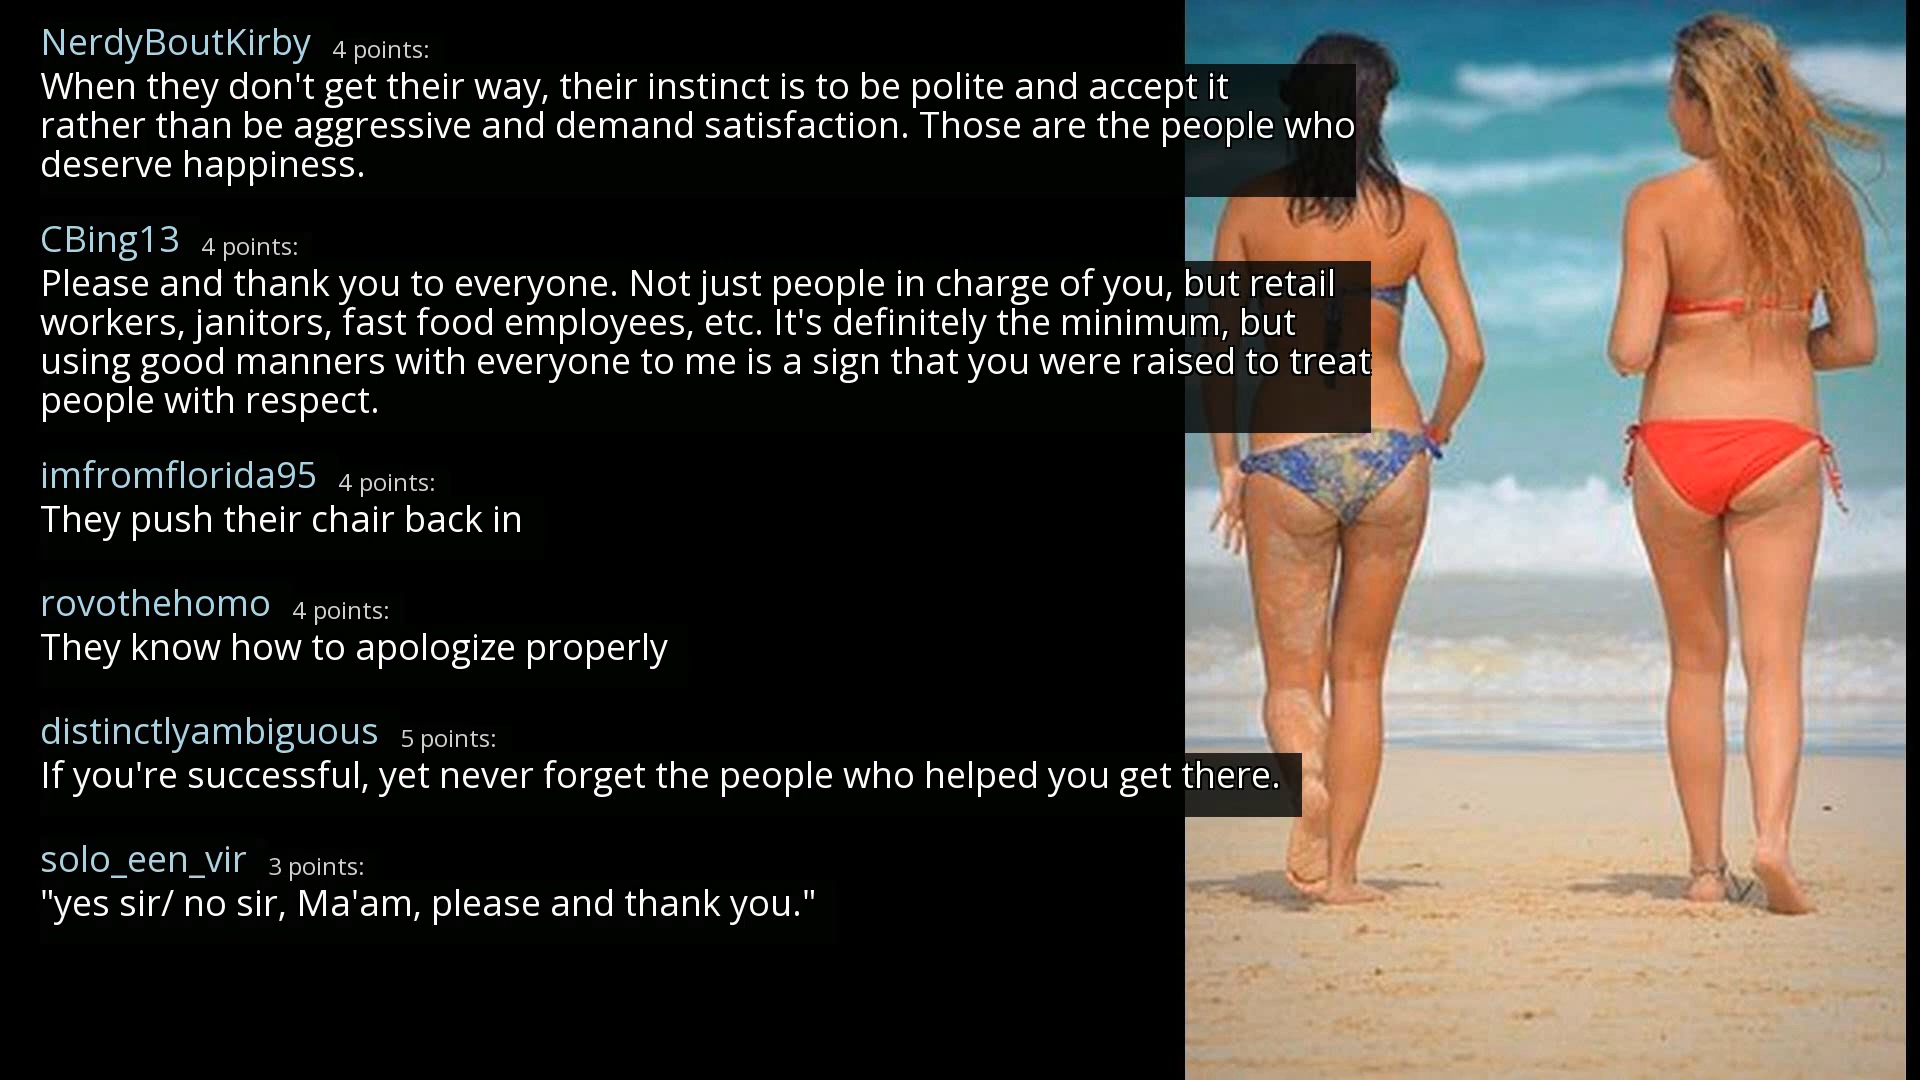 NerdyBoutKirby 4 points:
When they don't get their way, their instinct is to be polite and accept it
rather than be aggressive and demand satisfaction. Those are the people who
deserve happiness.
CBing13 4 points:
Please and thank you to everyone. Not just people in charge of you, but retail
workers, janitors, fast food employees, etc. It's definitely the minimum, but
using good manners with everyone to me is a sign that you were raised to treat
people with respect.
imfromflorida95 4 points:
They push their chair back in
rovothehomo 4 points:
They know how to apologize properly
distinctlyambiguous 5 points:
If you're successful, yet never forget the people who helped you get there.
solo_een_vir 3 points:
"yes sir/ no sir, Ma'am, please and thank you."